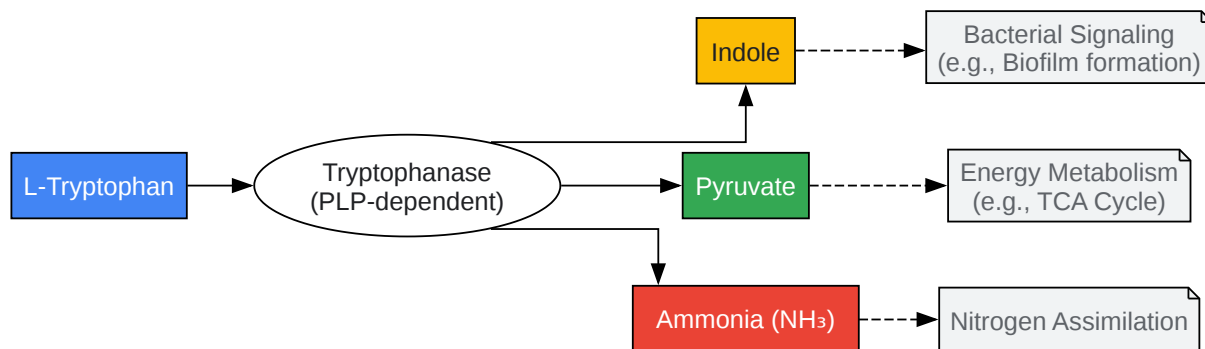 L-Tryptophan
Tryptophanase
(PLP-dependent)
Indole
Bacterial Signaling
(e.g., Biofilm formation)
Pyruvate
Energy Metabolism
(e.g., TCA Cycle)
Ammonia (NH₃)
Nitrogen Assimilation